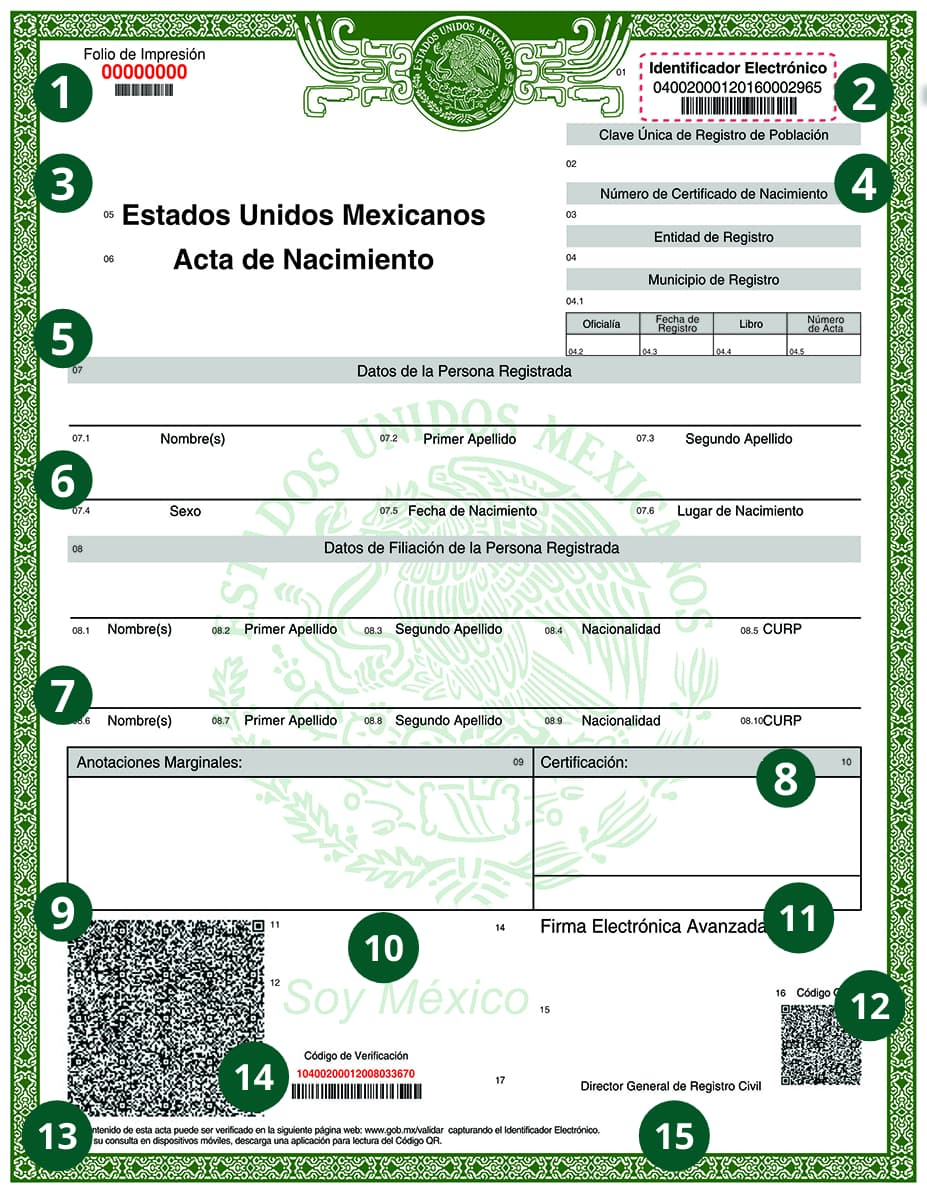 Folio de Impresión
00000000
1
ESTADOS UNIDOS MEXICANOS
01
Identificador Electrónico
04002000120160002965
2
Clave Única de Registro de Población
02
3
Número de Certificado de Nacimiento
4
03
05 Estados Unidos Mexicanos
Entidad de Registro
04
06 Acta de Nacimiento
Municipio de Registro
04.1
Oficialía Fecha de Registro Libro Número de Acta
04.2 04.3 04.4 04.5
5
07 Datos de la Persona Registrada
ESTADOS UNIDOS MEXICANOS
07.1 Nombre(s) 07.2 Primer Apellido 07.3 Segundo Apellido
6
07.4 Sexo 07.5 Fecha de Nacimiento 07.6 Lugar de Nacimiento
08 Datos de Filiación de la Persona Registrada
08.1 Nombre(s) 08.2 Primer Apellido 08.3 Segundo Apellido 08.4 Nacionalidad 08.5 CURP
7
8.6 Nombre(s) 08.7 Primer Apellido 08.8 Segundo Apellido 08.9 Nacionalidad 08.10 CURP
Anotaciones Marginales: 09 Certificación: 10
8
9
11
10
14 Firma Electrónica Avanzada
11
12 Soy México
15
16 Código
12
Código de Verificación
10400200012008033670
14
17
Director General de Registro Civil
13
ntenido de esta acta puede ser verificado en la siguiente página web: www.gob.mx/validar capturando el Identificador Electrónico.
su consulta en dispositivos móviles, descarga una aplicación para lectura del Código QR.
15